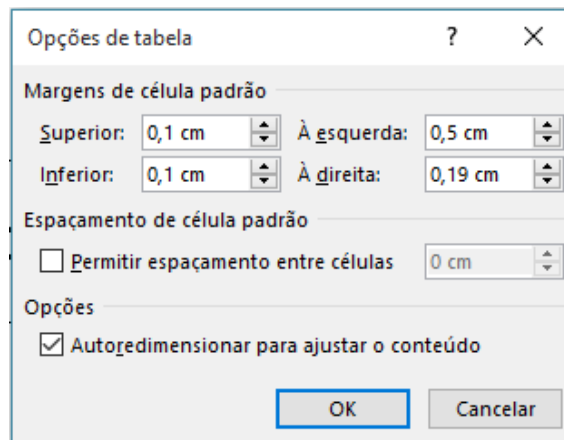 Opções de tabela ?
Margens de célula padrão
Superior: 0,1 cm À esquerda: 0,5 cm
Inferior: 0,1 cm À direita: 0,19 cm
Espaçamento de célula padrão
Permitir espaçamento entre células 0 cm
Opções
Autoredimensionar para ajustar o conteúdo
OK Cancelar